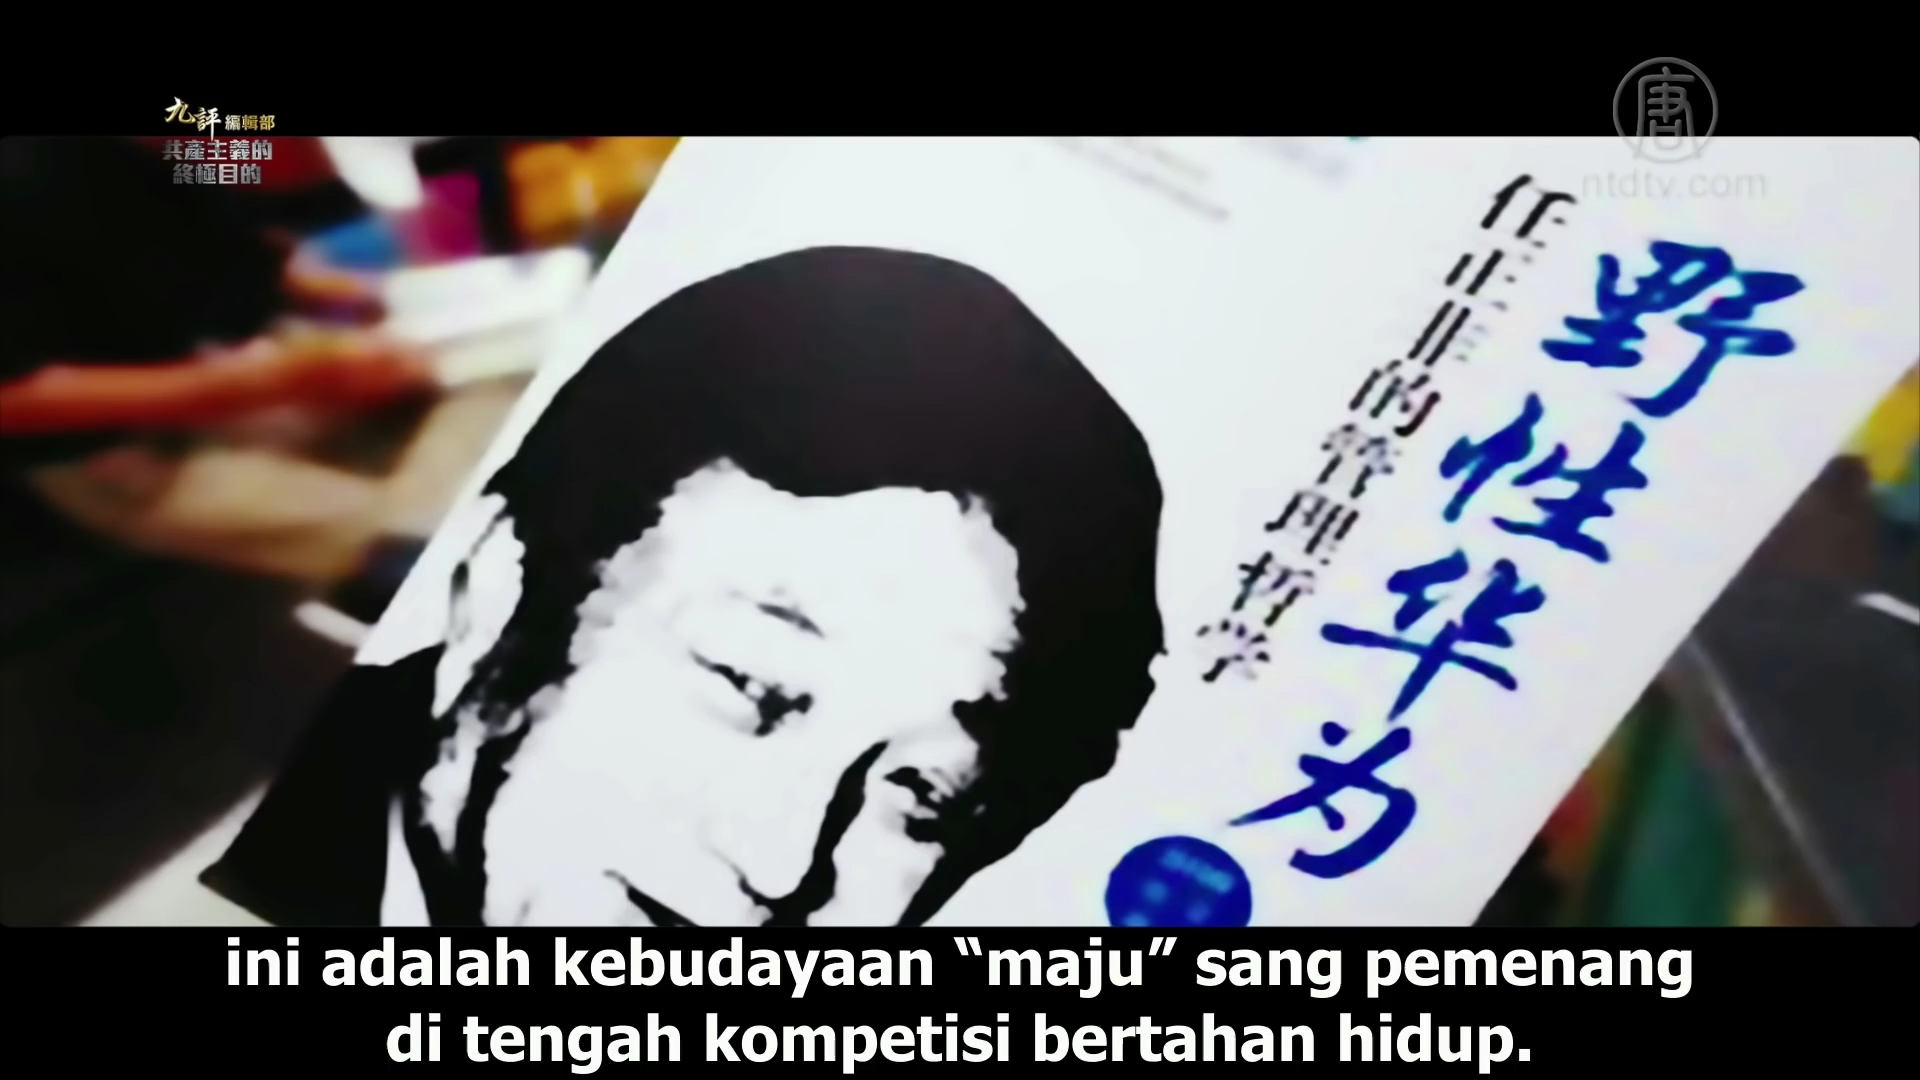 九評編輯部
共產主義的
終極目的
唐
ntdtv.com
野性华为
任正非的管理哲学
ini adalah kebudayaan “maju” sang pemenang
di tengah kompetisi bertahan hidup.